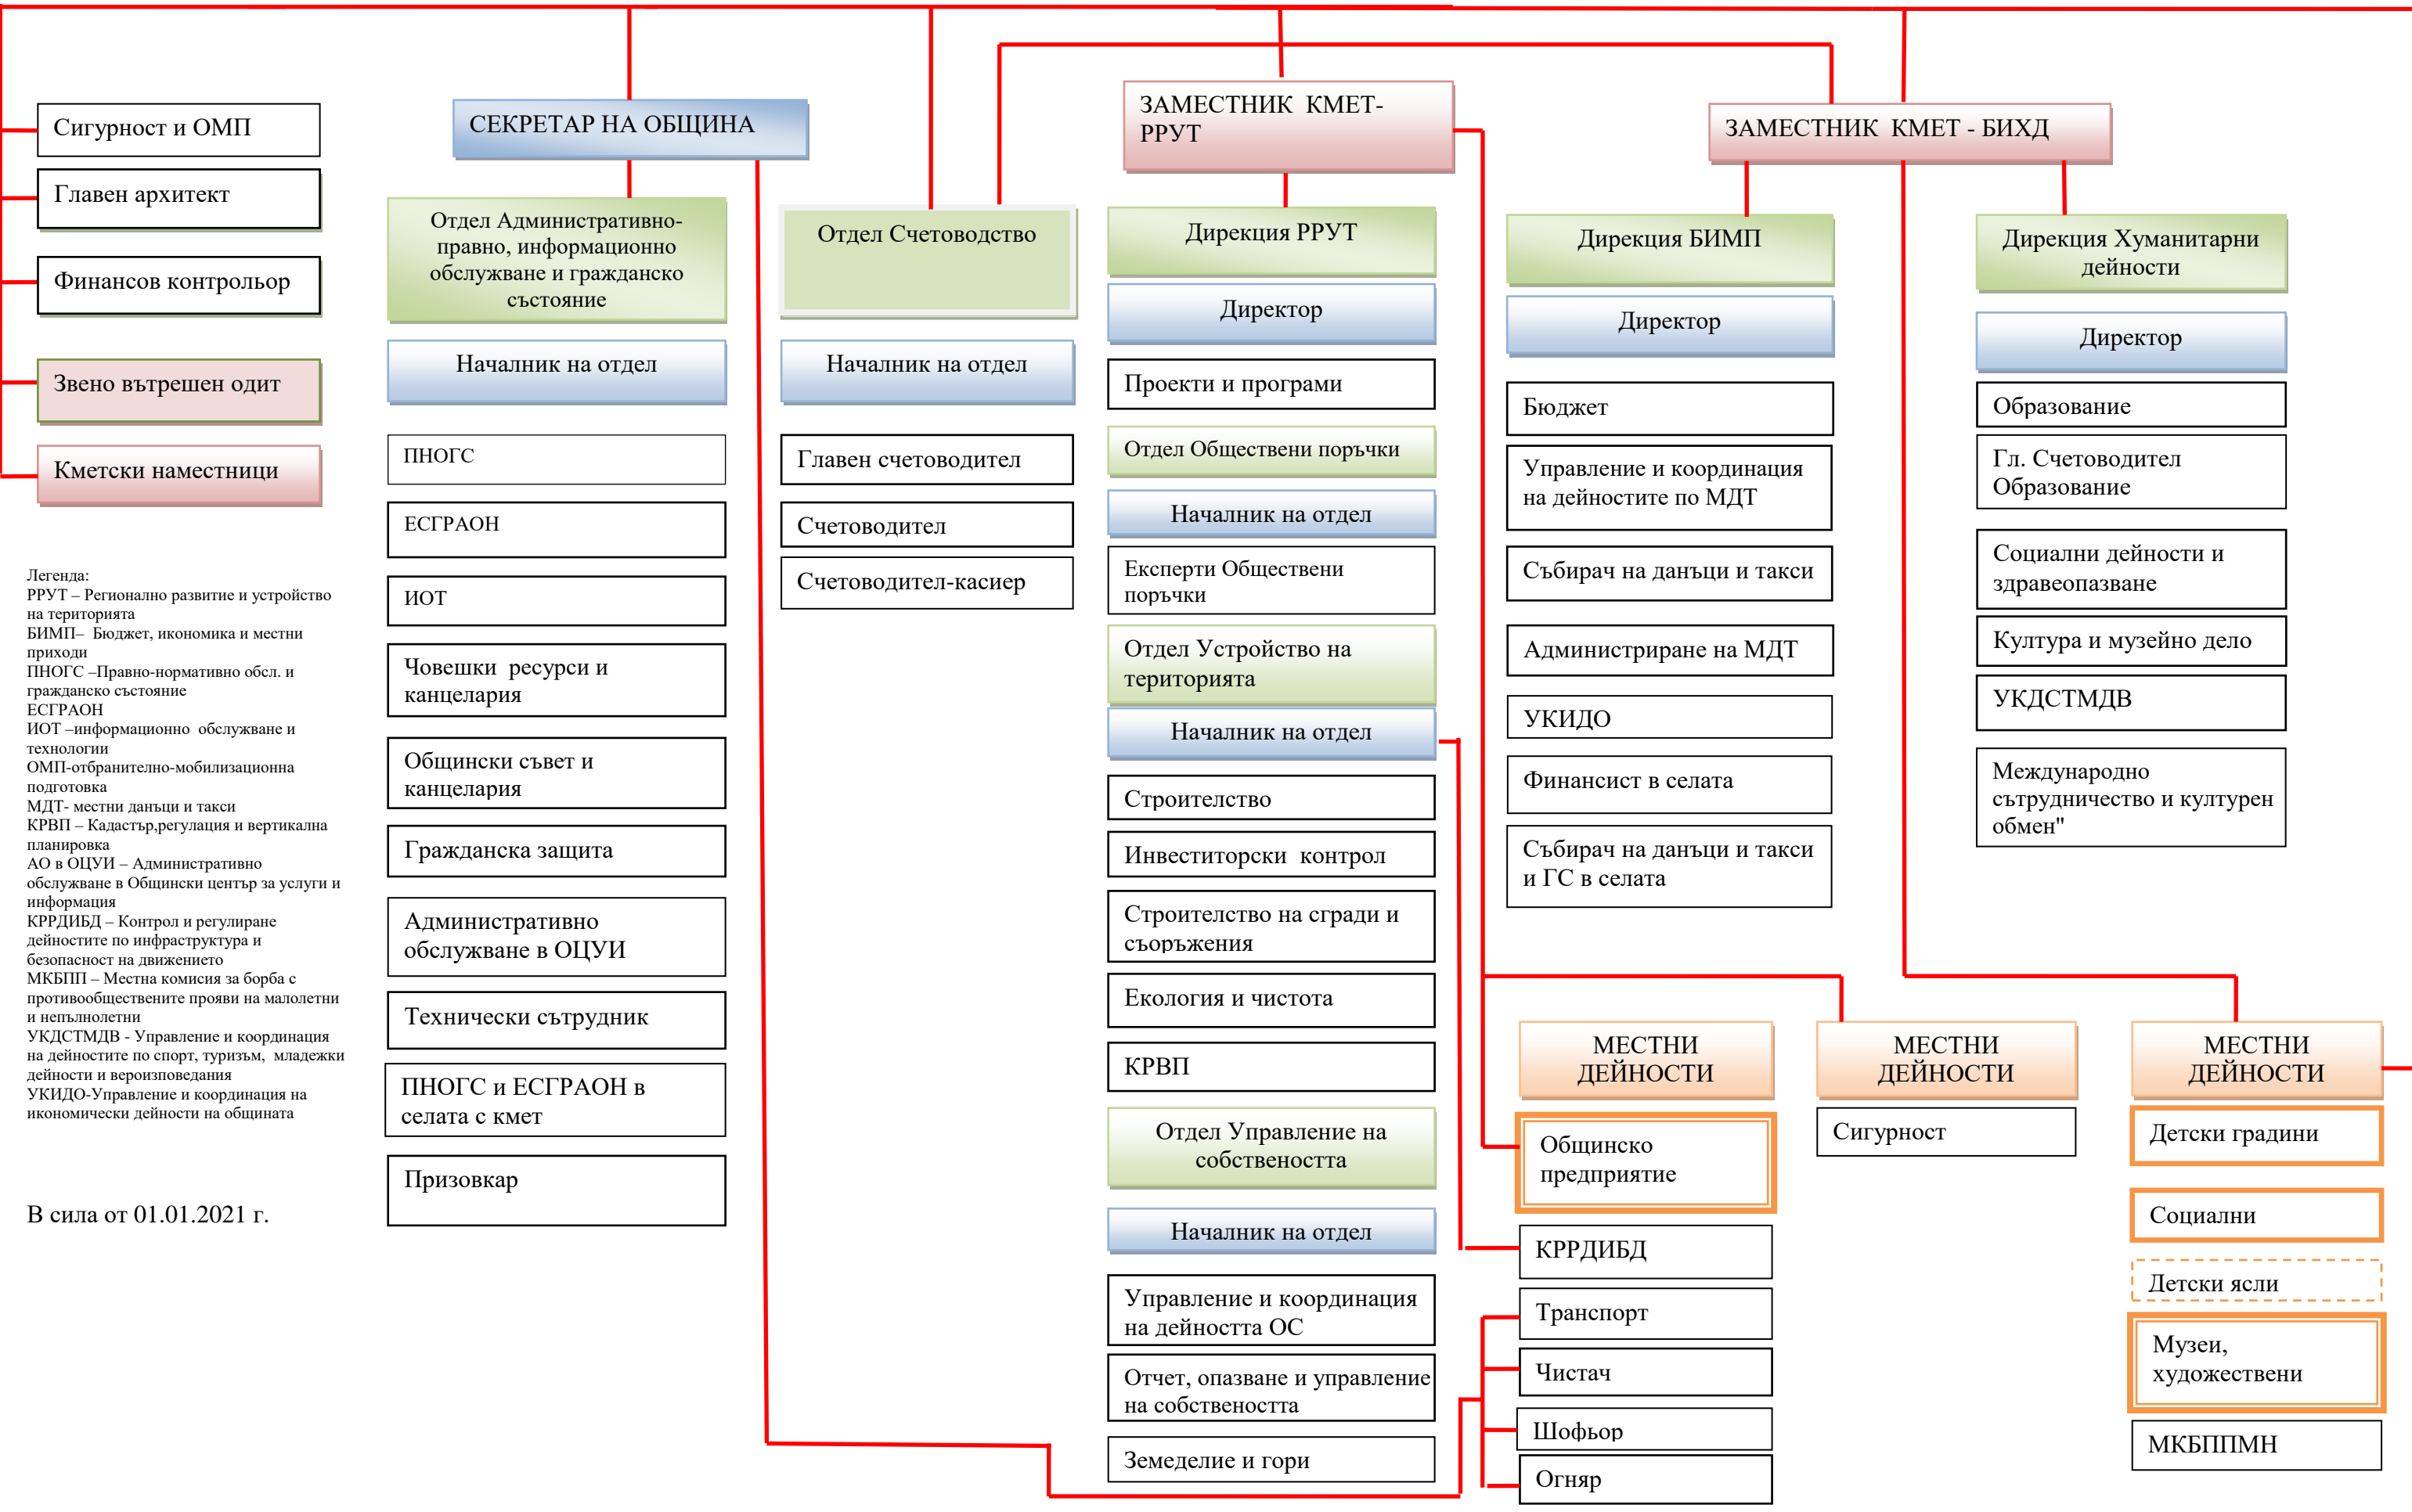 Сигурност и ОМП
Главен архитект
Финансов контрольор
Звено вътрешен одит
Кметски наместници
Легенда:
РРУТ – Регионално развитие и устройство
на територията
БИМП– Бюджет, икономика и местни
приходи
ПНОГС –Правно-нормативно обсл. и
гражданско състояние
ЕСГРАОН
ИОТ –информационно обслужване и
технологии
ОМП-отбранително-мобилизационна
подготовка
МДТ- местни данъци и такси
КРВП – Кадастър,регулация и вертикална
планировка
АО в ОЦУИ – Административно
обслужване в Общински център за услуги и
информация
КРРДИБД – Контрол и регулиране
дейностите по инфраструктура и
безопасност на движението
МКБПП – Местна комисия за борба с
противообществените прояви на малолетни
и непълнолетни
УКДСТМДВ - Управление и координация
на дейностите по спорт, туризъм, младежки
дейности и вероизповедания
УКИДО-Управление и координация на
икономически дейности на общината
В сила от 01.01.2021 г.
СЕКРЕТАР НА ОБЩИНА
Отдел Административно-
правно, информационно
обслужване и гражданско
състояние
Началник на отдел
ПНОГС
ЕСГРАОН
ИОТ
Човешки ресурси и
канцелария
Общински съвет и
канцелария
Гражданска защита
Административно
обслужване в ОЦУИ
Технически сътрудник
ПНОГС и ЕСГРАОН в
селата с кмет
Призовкар
Отдел Счетоводство
Началник на отдел
Главен счетоводител
Счетоводител
Счетоводител-касиер
ЗАМЕСТНИК КМЕТ-
РРУТ
Дирекция РРУТ
Директор
Проекти и програми
Отдел Обществени поръчки
Началник на отдел
Експерти Обществени
поръчки
Отдел Устройство на
територията
Началник на отдел
Строителство
Инвеститорски контрол
Строителство на сгради и
съоръжения
Екология и чистота
КРВП
Отдел Управление на
собствеността
Началник на отдел
Управление и координация
на дейността ОС
Отчет, опазване и управление
на собствеността
Земеделие и гори
ЗАМЕСТНИК КМЕТ - БИХД
Дирекция БИМП
Директор
Бюджет
Управление и координация
на дейностите по МДТ
Събирач на данъци и такси
Администриране на МДТ
УКИДО
Финансист в селата
Събирач на данъци и такси
и ГС в селата
Дирекция Хуманитарни
дейности
Директор
Образование
Гл. Счетоводител
Образование
Социални дейности и
здравеопазване
Култура и музейно дело
УКДСТМДВ
Международно
сътрудничество и културен
обмен"
МЕСТНИ
ДЕЙНОСТИ
Общинско
предприятие
КРРДИБД
Транспорт
Чистач
Шофьор
Огняр
МЕСТНИ
ДЕЙНОСТИ
Сигурност
МЕСТНИ
ДЕЙНОСТИ
Детски градини
Социални
Детски ясли
Музеи,
художествени
МКБППМН